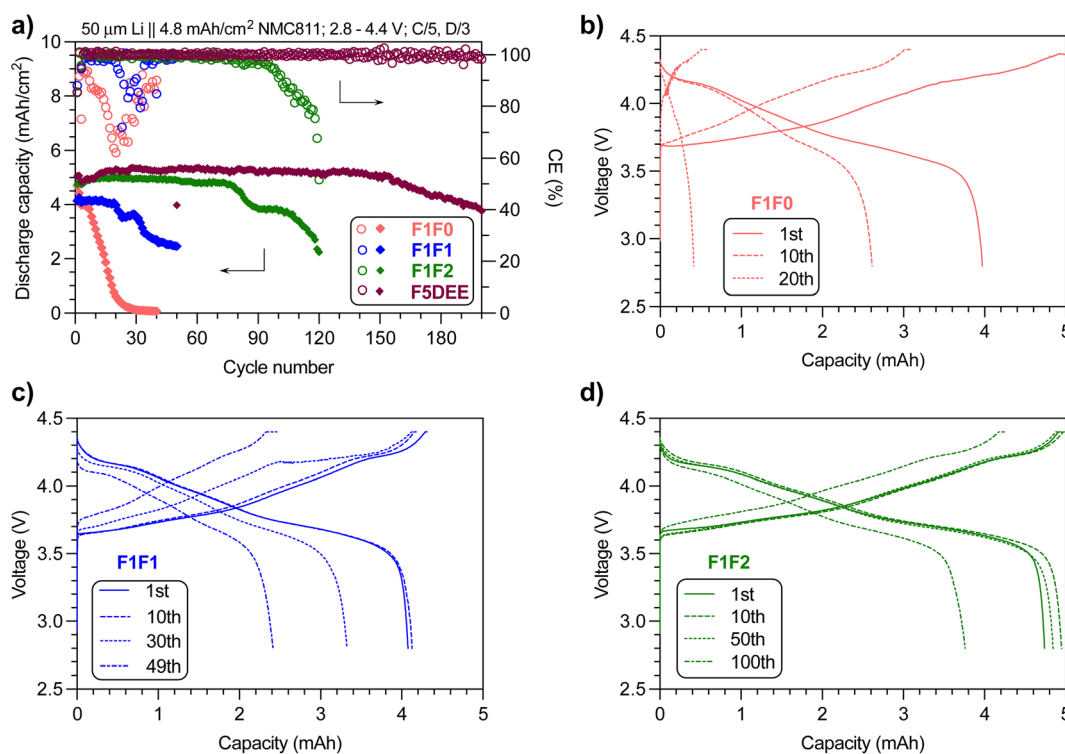 a)
50 μm Li || 4.8 mAh/cm² NMC811; 2.8 - 4.4 V; C/5, D/3
10
8
6
4
2
0
Discharge capacity (mAh/cm²)
100
80
60
40
20
0
CE (%)
F1F0
F1F1
F1F2
F5DEE
0 30 60 90 120 150 180
Cycle number
b)
4.5
4.0
3.5
3.0
2.5
Voltage (V)
F1F0
1st
10th
20th
0 1 2 3 4 5
Capacity (mAh)
c)
4.5
4.0
3.5
3.0
2.5
Voltage (V)
F1F1
1st
10th
30th
49th
0 1 2 3 4 5
Capacity (mAh)
d)
4.5
4.0
3.5
3.0
2.5
Voltage (V)
F1F2
1st
10th
50th
100th
0 1 2 3 4 5
Capacity (mAh)